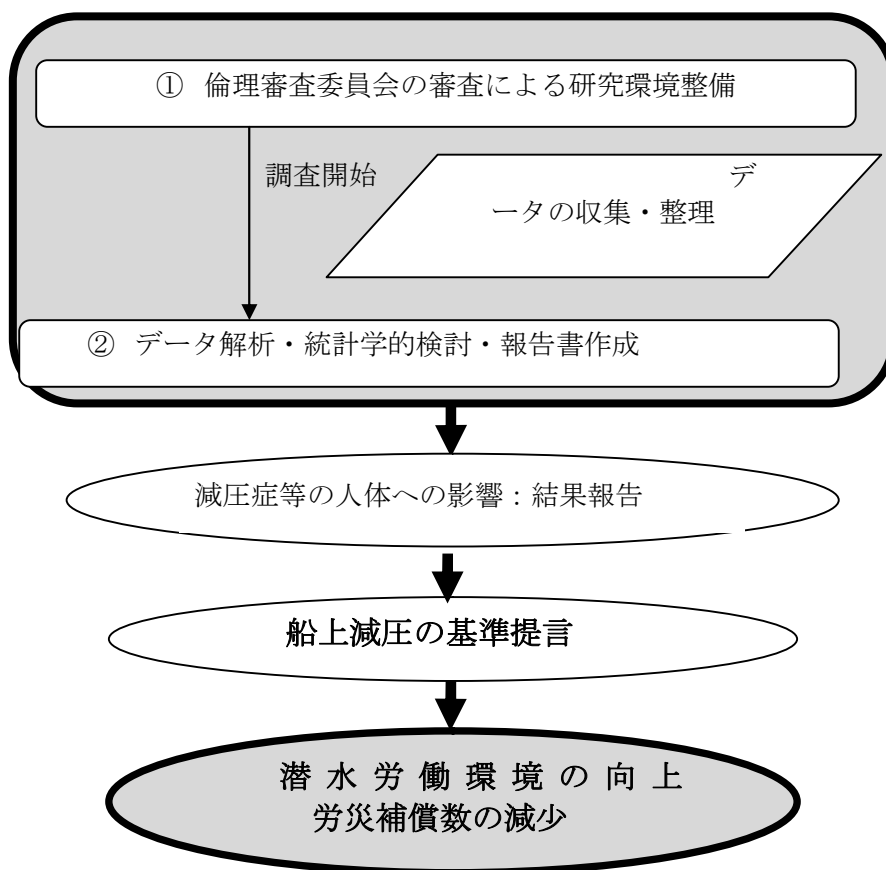 ① 倫理審査委員会の審査による研究環境整備
調査開始
デ
ータの収集・整理
② データ解析・統計学的検討・報告書作成
減圧症等の人体への影響：結果報告
船上減圧の基準提言
潜水労働環境の向上
労災補償数の減少